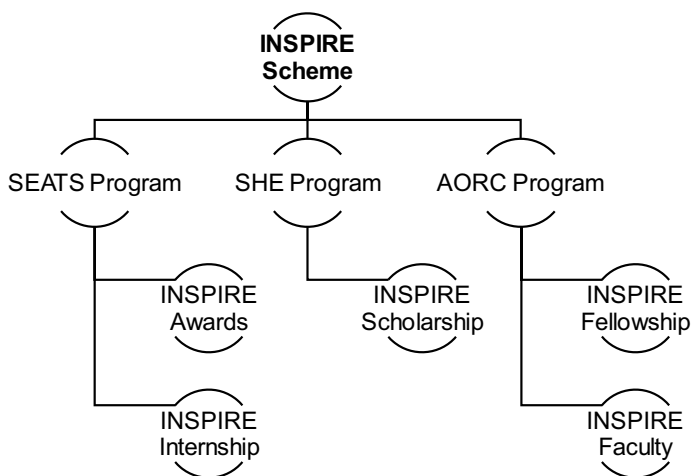 INSPIRE
Scheme
SEATS Program
SHE Program
AORC Program
INSPIRE
Awards
INSPIRE
Scholarship
INSPIRE
Fellowship
INSPIRE
Internship
INSPIRE
Faculty